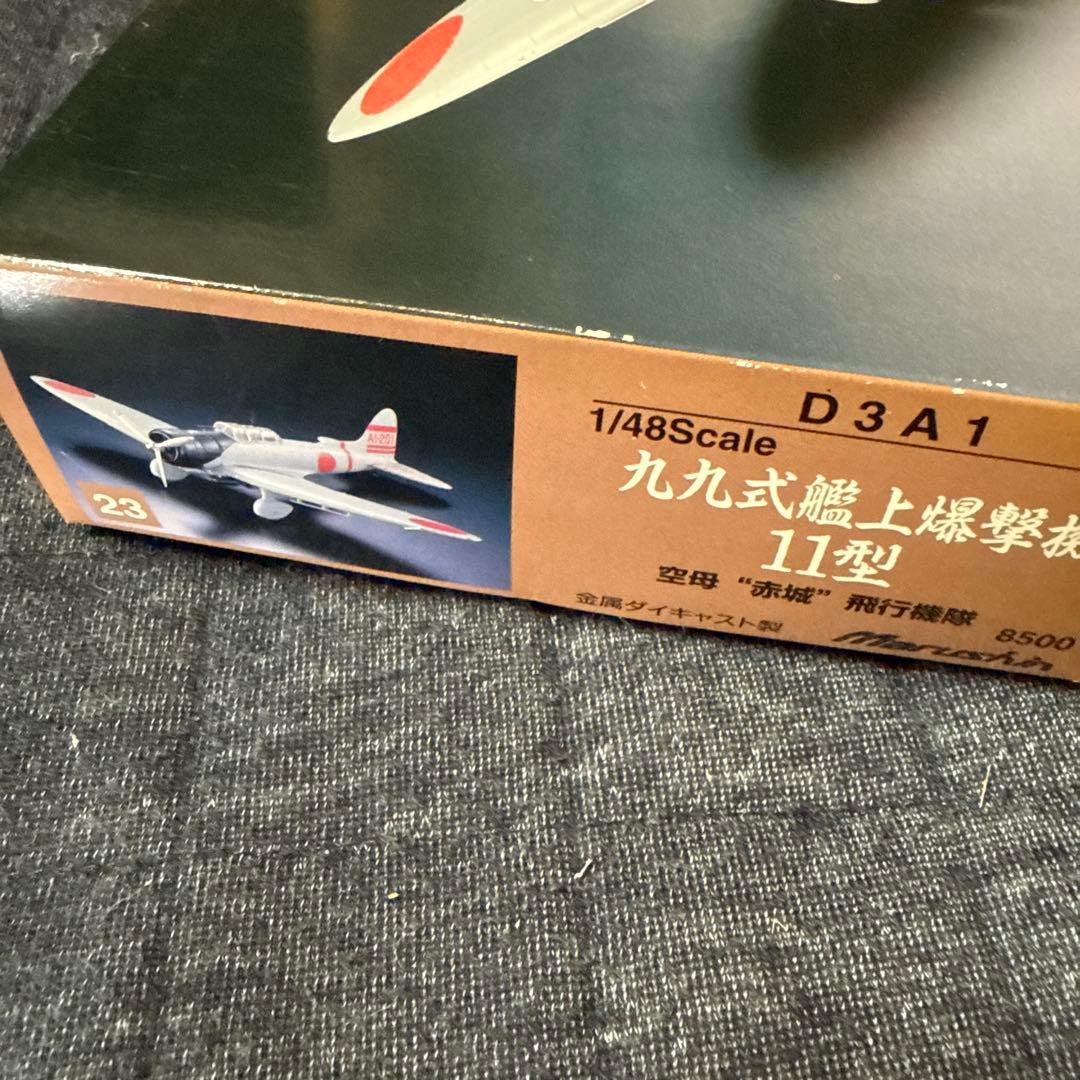 AI-201
23
D3A1
1/48Scale
九九式艦上爆撃機
11型
空母 “赤城” 飛行機隊
金属ダイキャスト製
8500
Marushin